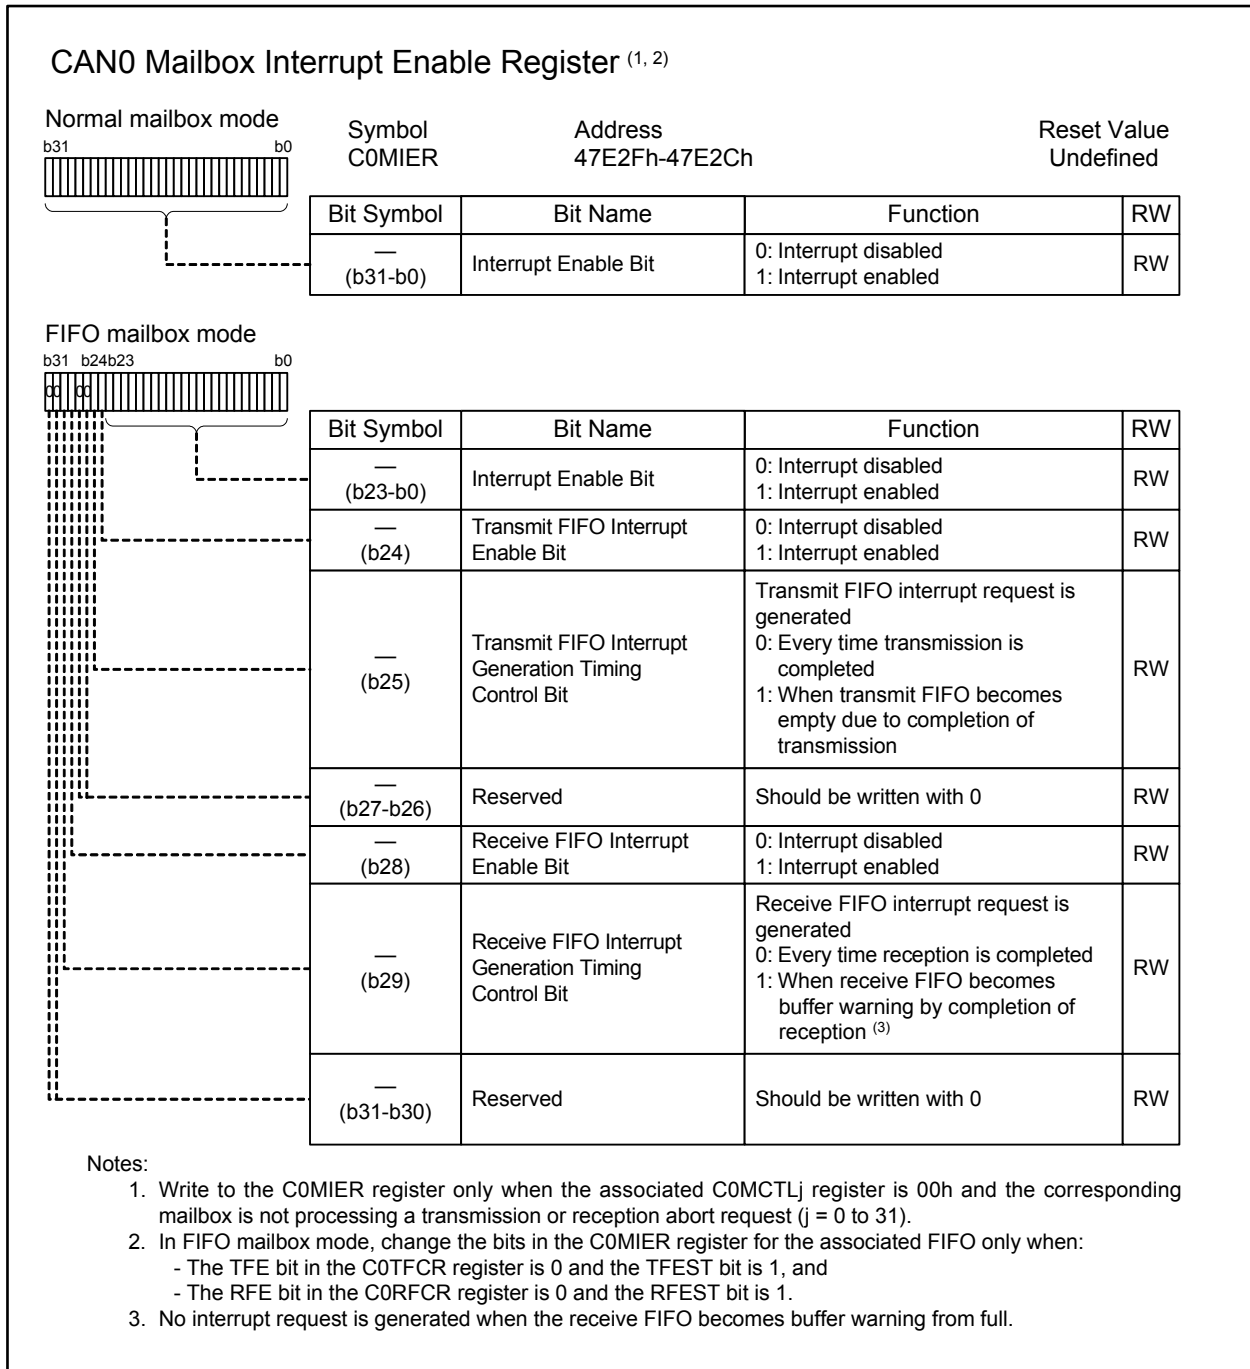 CAN0 Mailbox Interrupt Enable Register (1, 2)
Normal mailbox mode
b31 b0
Symbol Address Reset Value
C0MIER 47E2Fh-47E2Ch Undefined
Bit Symbol Bit Name Function RW
— (b31-b0) Interrupt Enable Bit 0: Interrupt disabled
1: Interrupt enabled RW
FIFO mailbox mode
b31 b24b23 b0
00 00
Bit Symbol Bit Name Function RW
— (b23-b0) Interrupt Enable Bit 0: Interrupt disabled
1: Interrupt enabled RW
— (b24) Transmit FIFO Interrupt
Enable Bit
0: Interrupt disabled
1: Interrupt enabled
RW
— (b25)
Transmit FIFO Interrupt
Generation Timing
Control Bit
Transmit FIFO interrupt request is
generated
0: Every time transmission is
completed
1: When transmit FIFO becomes
empty due to completion of
transmission
RW
— (b27-b26) Reserved Should be written with 0 RW
— (b28)
Receive FIFO Interrupt
Enable Bit
0: Interrupt disabled
1: Interrupt enabled
RW
— (b29)
Receive FIFO Interrupt
Generation Timing
Control Bit
Receive FIFO interrupt request is
generated
0: Every time reception is completed
1: When receive FIFO becomes
buffer warning by completion of
reception (3)
RW
— (b31-b30) Reserved Should be written with 0 RW
Notes:
1. Write to the C0MIER register only when the associated C0MCTLj register is 00h and the corresponding
mailbox is not processing a transmission or reception abort request (j = 0 to 31).
2. In FIFO mailbox mode, change the bits in the C0MIER register for the associated FIFO only when:
- The TFE bit in the C0TFCR register is 0 and the TFEST bit is 1, and
- The RFE bit in the C0RFCR register is 0 and the RFEST bit is 1.
3. No interrupt request is generated when the receive FIFO becomes buffer warning from full.